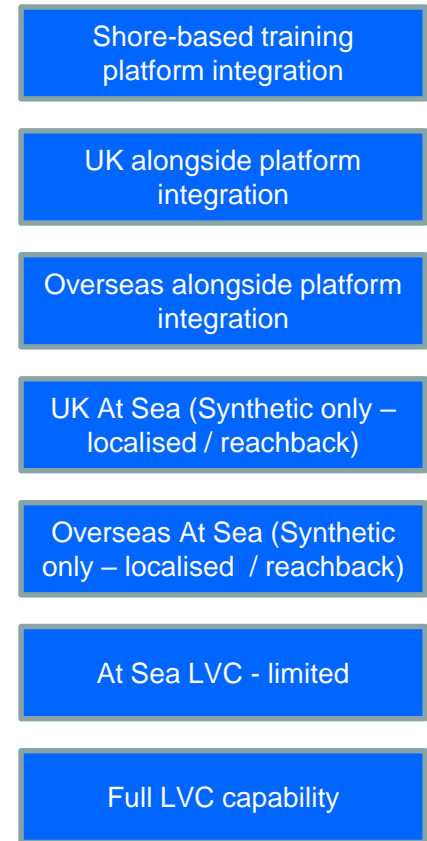 Shore-based training
platform integration
UK alongside platform
integration
Overseas alongside platform
integration
UK At Sea (Synthetic only –
localised / reachback)
Overseas At Sea (Synthetic
only – localised  / reachback)
At Sea LVC - limited
Full LVC capability